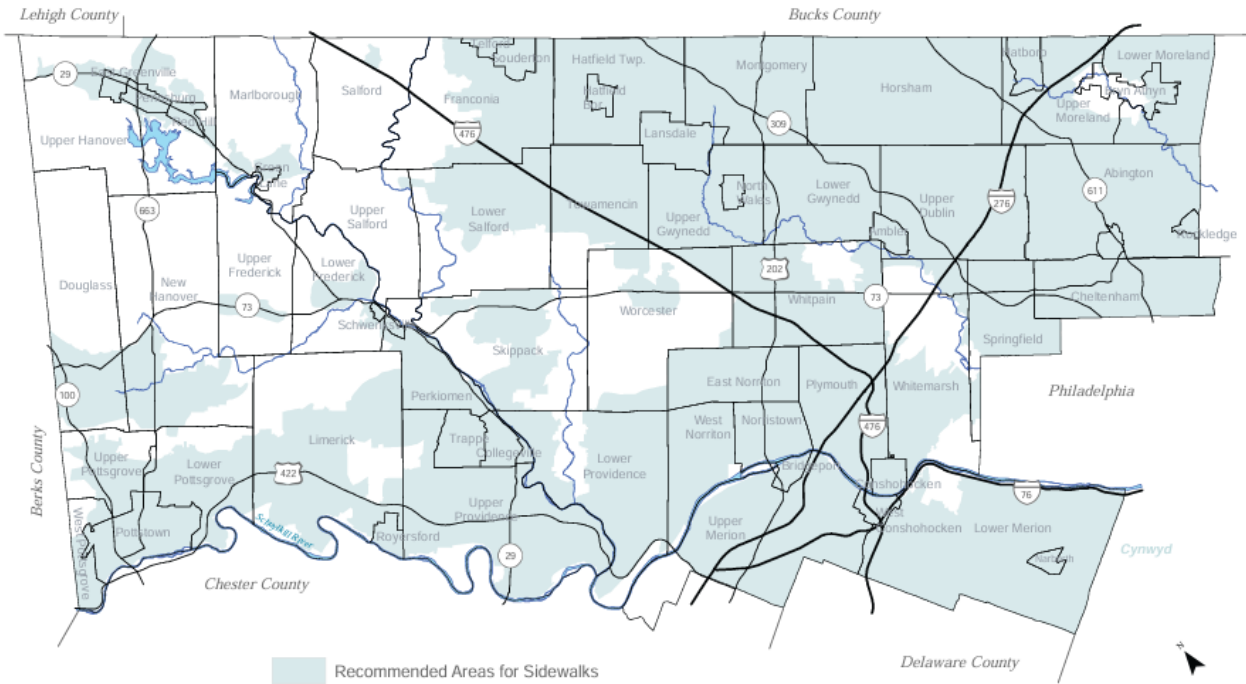 Lehigh County
Bucks County
Telford
Souderton
Hatfield Twp.
Montgomery
Hatboro
Lower Moreland
29
East Greenville
Pennsburg
Red Hill
Marlborough
Salford
Franconia
Hatfield
Bor.
Horsham
Bryn Athyn
Upper
Moreland
309
476
Lansdale
Upper Hanover
Green
Lane
Abington
611
276
663
Upper
Salford
Lower
Salford
Towamencin
North
Wales
Upper
Gwynedd
Lower
Gwynedd
Upper
Dublin
Ambler
Rockledge
Upper
Frederick
Lower
Frederick
202
Douglass
New
Hanover
73
Worcester
Whitpain
73
Cheltenham
Schwenksville
Skippack
Springfield
100
Perkiomen
East Norriton
Plymouth
Whitemarsh
Philadelphia
West
Norriton
Norristown
476
Limerick
Trappe
Collegeville
Upper
Pottsgrove
Lower
Pottsgrove
422
Lower
Providence
Bridgeport
Conshohocken
76
Berks County
West Pottsgrove
Pottstown
Schuylkill River
Royersford
Upper
Providence
Upper
Merion
West
Conshohocken
Lower Merion
29
Narberth
Cynwyd
Chester County
N
Delaware County
Recommended Areas for Sidewalks